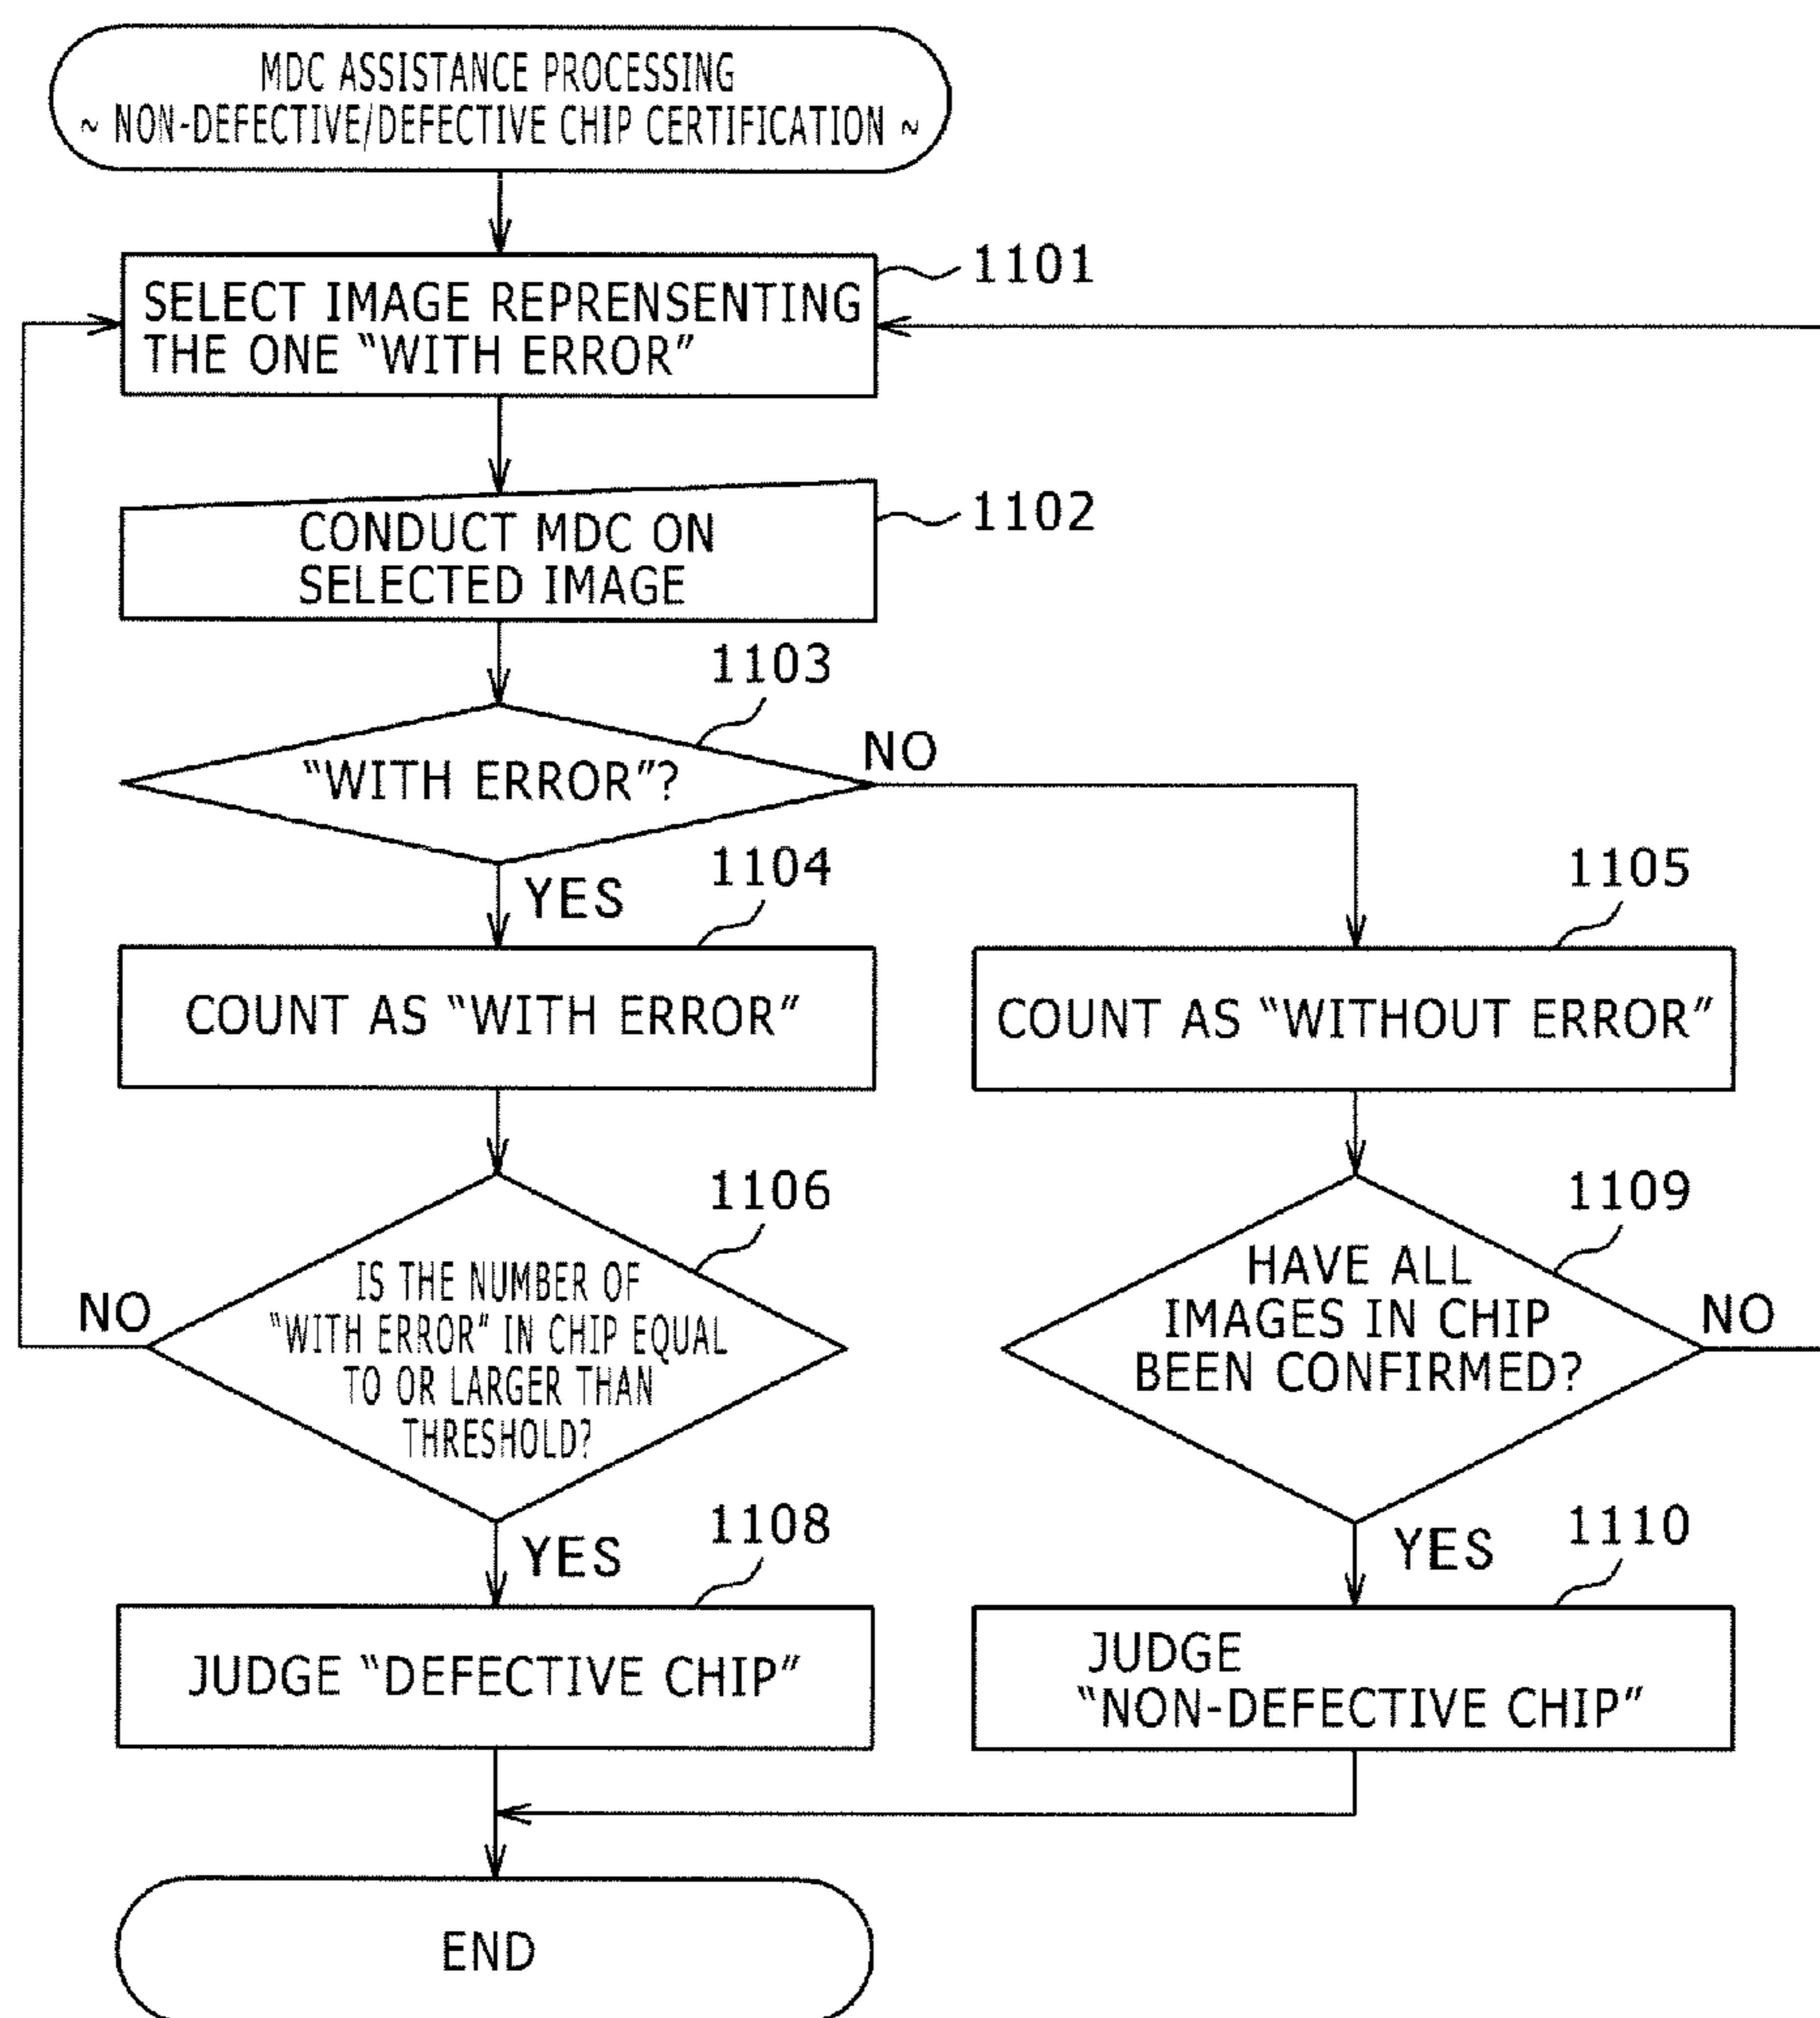 MDC ASSISTANCE PROCESSING
~ NON-DEFECTIVE/DEFECTIVE CHIP CERTIFICATION ~
1101
SELECT IMAGE REPRENSENTING
THE ONE “WITH ERROR”
1102
CONDUCT MDC ON
SELECTED IMAGE
1103
“WITH ERROR”?
NO
YES
1104
COUNT AS “WITH ERROR”
1105
COUNT AS “WITHOUT ERROR”
1106
IS THE NUMBER OF
“WITH ERROR” IN CHIP EQUAL
TO OR LARGER THAN
THRESHOLD?
NO
YES
1109
HAVE ALL
IMAGES IN CHIP
BEEN CONFIRMED?
NO
YES
1108
JUDGE “DEFECTIVE CHIP”
1110
JUDGE
“NON-DEFECTIVE CHIP”
END